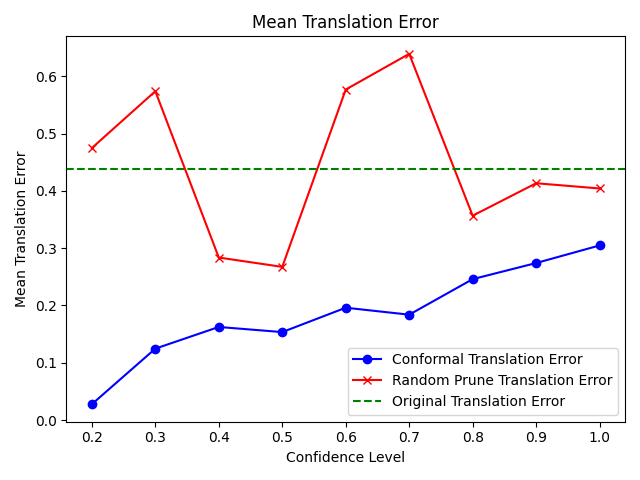 Mean Translation Error
Mean Translation Error
0.6
0.5
0.4
0.3
0.2
0.1
0.0
Conformal Translation Error
Random Prune Translation Error
Original Translation Error
0.2 0.3 0.4 0.5 0.6 0.7 0.8 0.9 1.0
Confidence Level